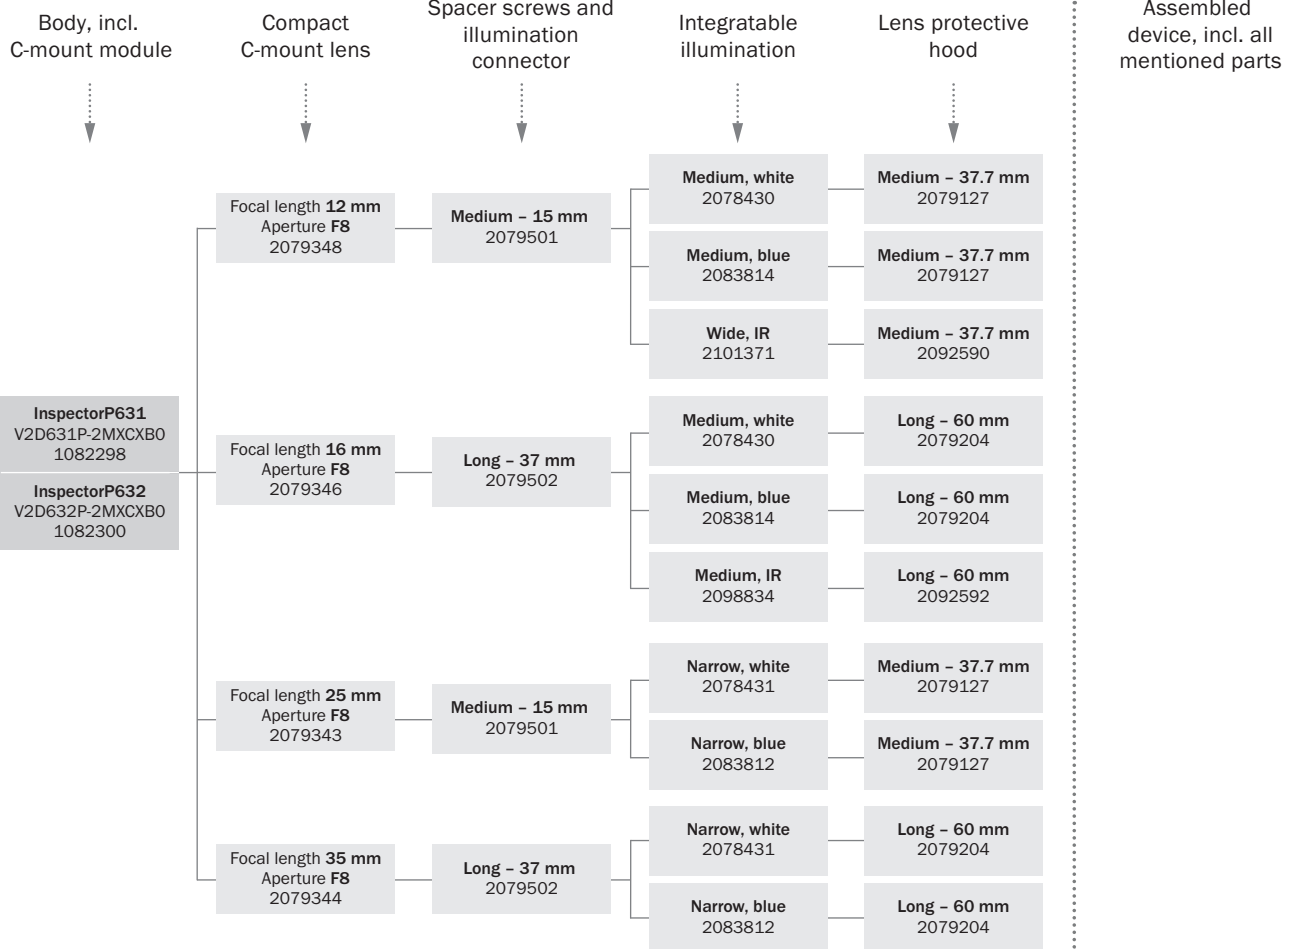 Body, incl.
C-mount module
Compact
C-mount lens
Spacer screws and
illumination
connector
Integratable
illumination
Lens protective
hood
Assembled
device, incl. all
mentioned parts
InspectorP631
V2D631P-2MXCXB0
1082298
InspectorP632
V2D632P-2MXCXB0
1082300
Focal length 12 mm
Aperture F8
2079348
Medium – 15 mm
2079501
Medium, white
2078430
Medium – 37.7 mm
2079127
Medium, blue
2083814
Medium – 37.7 mm
2079127
Wide, IR
2101371
Medium – 37.7 mm
2092590
Focal length 16 mm
Aperture F8
2079346
Long – 37 mm
2079502
Medium, white
2078430
Long – 60 mm
2079204
Medium, blue
2083814
Long – 60 mm
2079204
Medium, IR
2098834
Long – 60 mm
2092592
Focal length 25 mm
Aperture F8
2079343
Medium – 15 mm
2079501
Narrow, white
2078431
Medium – 37.7 mm
2079127
Narrow, blue
2083812
Medium – 37.7 mm
2079127
Focal length 35 mm
Aperture F8
2079344
Long – 37 mm
2079502
Narrow, white
2078431
Long – 60 mm
2079204
Narrow, blue
2083812
Long – 60 mm
2079204